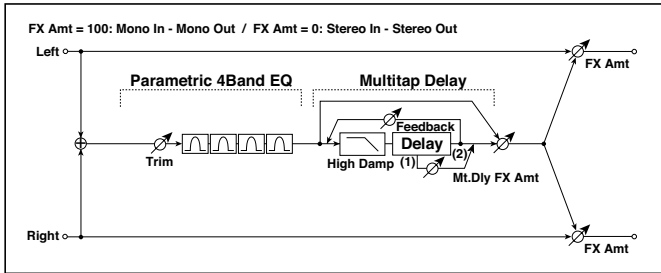 FX Amt = 100: Mono In - Mono Out / FX Amt = 0: Stereo In - Stereo Out
Left
FX Amt
Parametric 4Band EQ
Multitap Delay
Feedback
Trim
High Damp
Delay
(1)
(2)
Mt.Dly FX Amt
Right
FX Amt